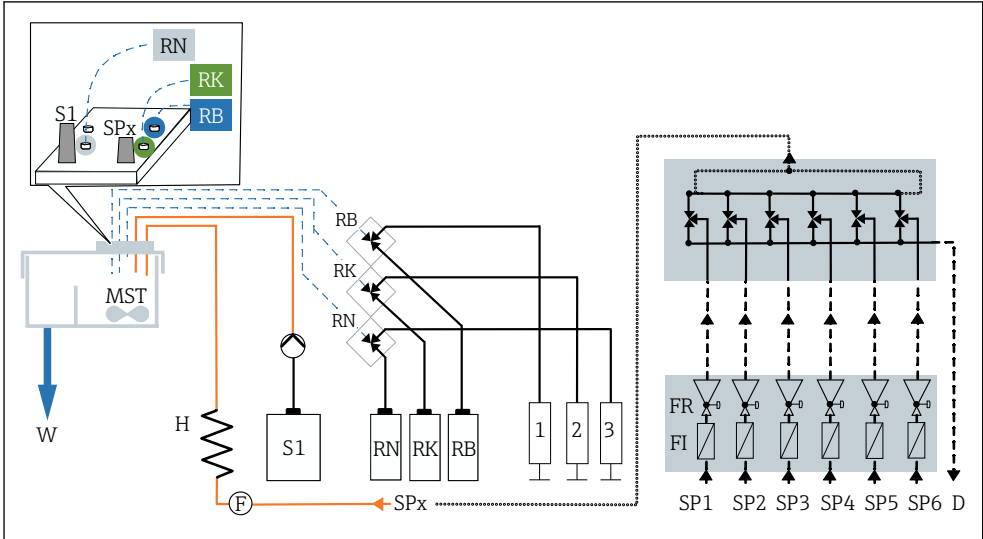 RN
RK
RB
S1
SPx
RB
RK
RN
MST
W
H
S1
RN RK RB
1 2 3
F
SPx
FR
FI
SP1 SP2 SP3 SP4 SP5 SP6 D